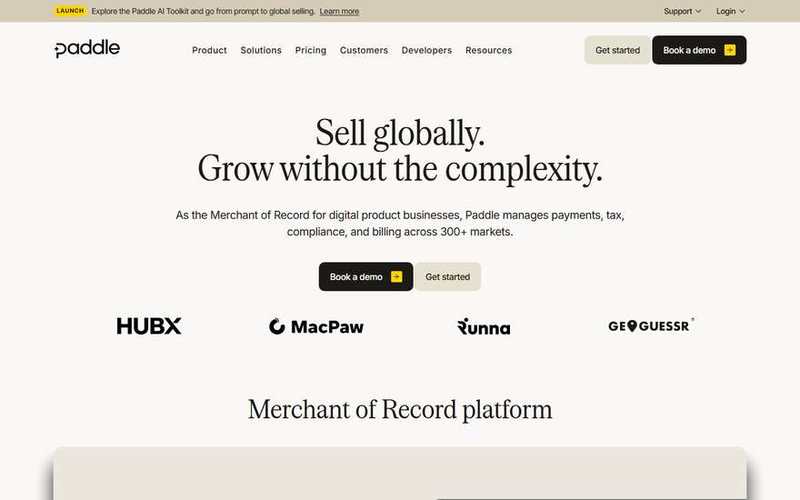 LAUNCH Explore the Paddle AI Toolkit and go from prompt to global selling. Learn more Support Login
paddle Product Solutions Pricing Customers Developers Resources Get started Book a demo
Sell globally.
Grow without the complexity.
As the Merchant of Record for digital product businesses, Paddle manages payments, tax,
compliance, and billing across 300+ markets.
Book a demo Get started
HUBX MacPaw Runna GEOGUESSR
Merchant of Record platform